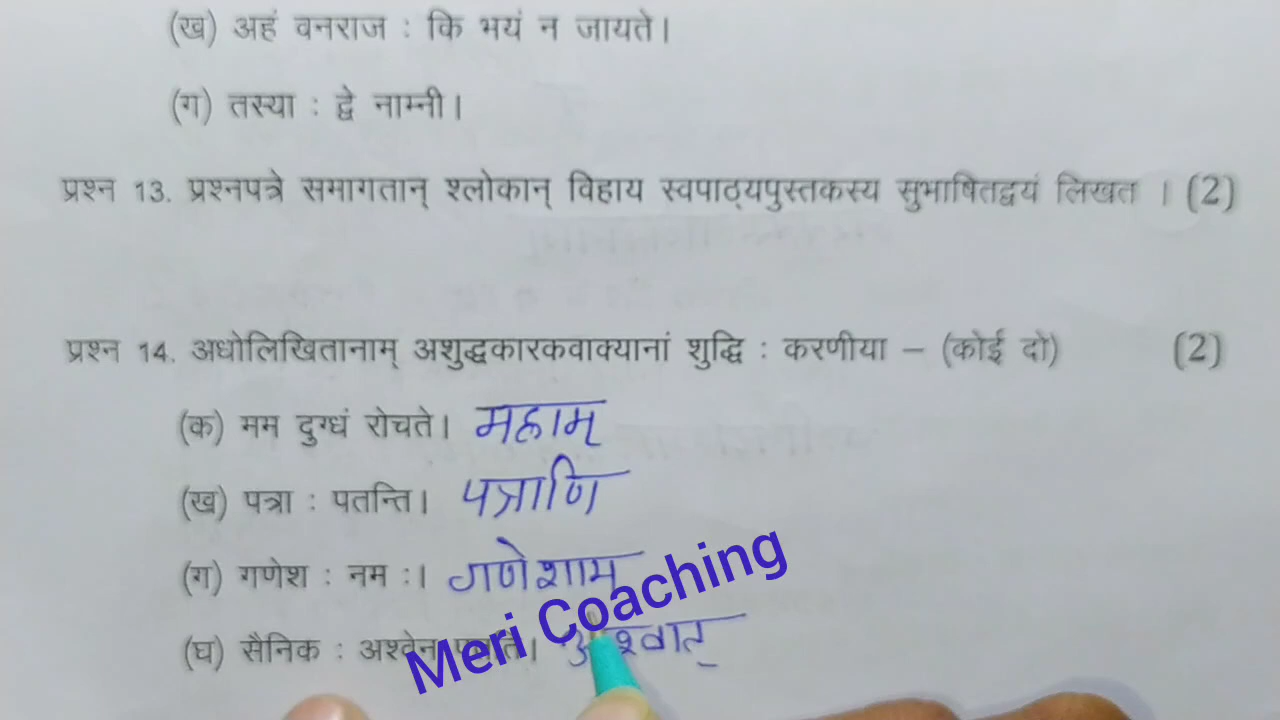 (ख) अहं वनराज : कि भयं न जायते।
(ग) तस्या : द्वे नाम्नी।
प्रश्न 13. प्रश्नपत्रे समागतान् श्लोकान् विहाय स्वपाठ्यपुस्तकस्य सुभाषितद्वयं लिखत । (2)
प्रश्न 14. अधोलिखितानाम् अशुद्धकारकवाक्यानां शुद्धि : करणीया – (कोई दो) (2)
(क) मम दुग्धं रोचते। मह्यम्
(ख) पत्रा : पतन्ति। पत्राणि
(ग) गणेश : नम :। गणेशाय
(घ) सैनिक : अश्वेन अश्वात्
Meri Coaching